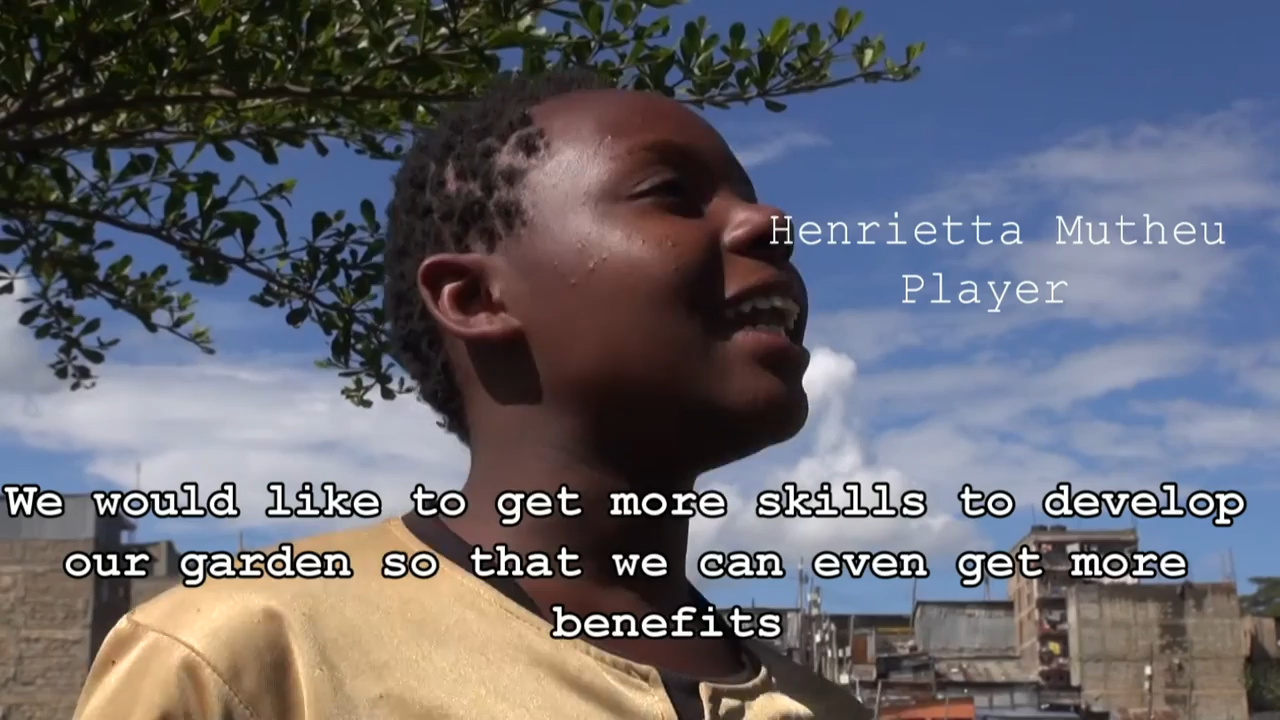 Henrietta Mutheu
Player
We would like to get more skills to develop
our garden so that we can even get more
benefits